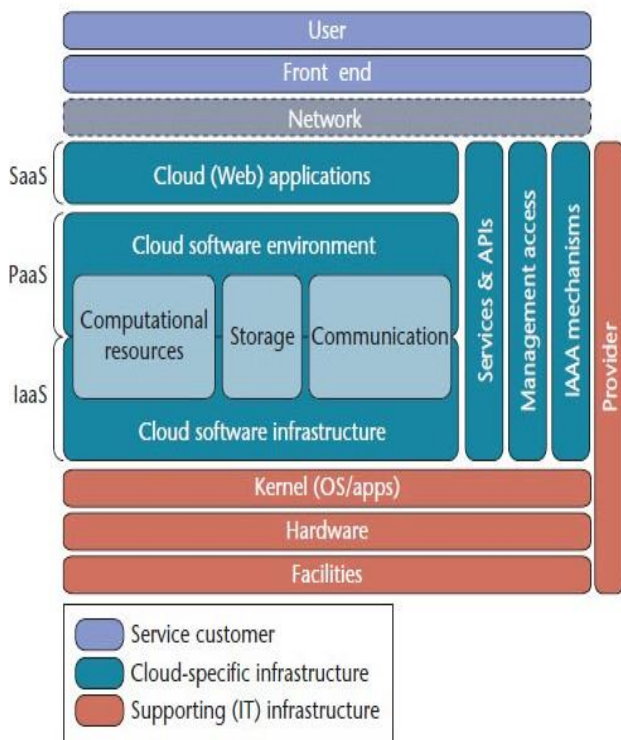 User
Front end
Network
SaaS
Cloud (Web) applications
PaaS
Cloud software environment
Computational
resources
Storage
Communication
IaaS
Cloud software infrastructure
Services & APIs
Management access
IAAA mechanisms
Provider
Kernel (OS/apps)
Hardware
Facilities
Service customer
Cloud-specific infrastructure
Supporting (IT) infrastructure